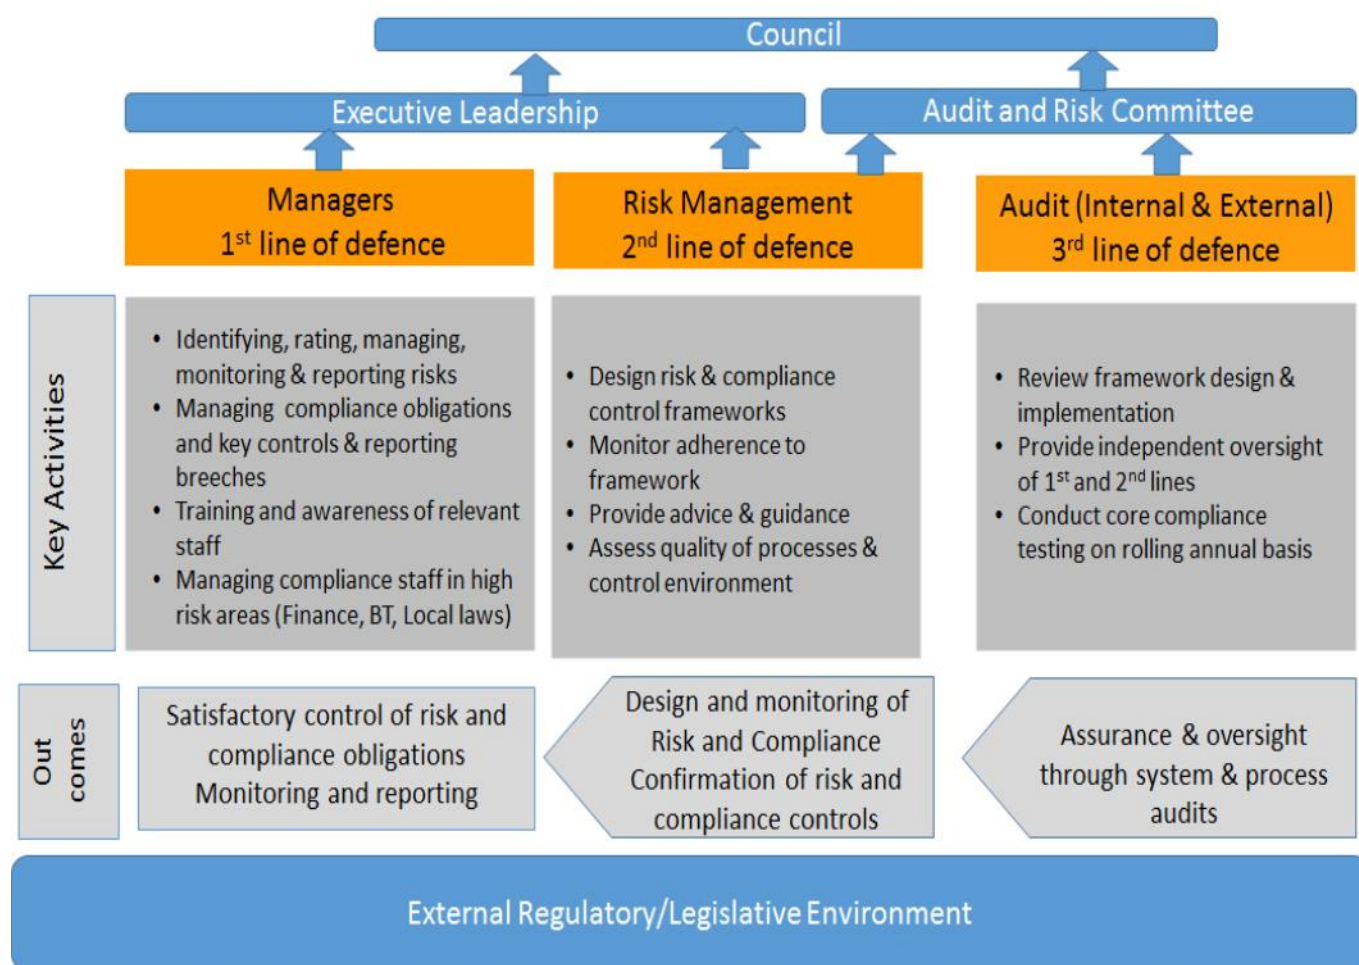 Council
Executive Leadership
Audit and Risk Committee
Managers
1st line of defence
Risk Management
2nd line of defence
Audit (Internal & External)
3rd line of defence
Key Activities
• Identifying, rating, managing,
monitoring & reporting risks
• Managing compliance obligations
and key controls & reporting
breeches
• Training and awareness of relevant
staff
• Managing compliance staff in high
risk areas (Finance, BT, Local laws)
• Design risk & compliance
control frameworks
• Monitor adherence to
framework
• Provide advice & guidance
• Assess quality of processes &
control environment
• Review framework design &
implementation
• Provide independent oversight
of 1st and 2nd lines
• Conduct core compliance
testing on rolling annual basis
Out
comes
Satisfactory control of risk and
compliance obligations
Monitoring and reporting
Design and monitoring of
Risk and Compliance
Confirmation of risk and
compliance controls
Assurance & oversight
through system & process
audits
External Regulatory/Legislative Environment